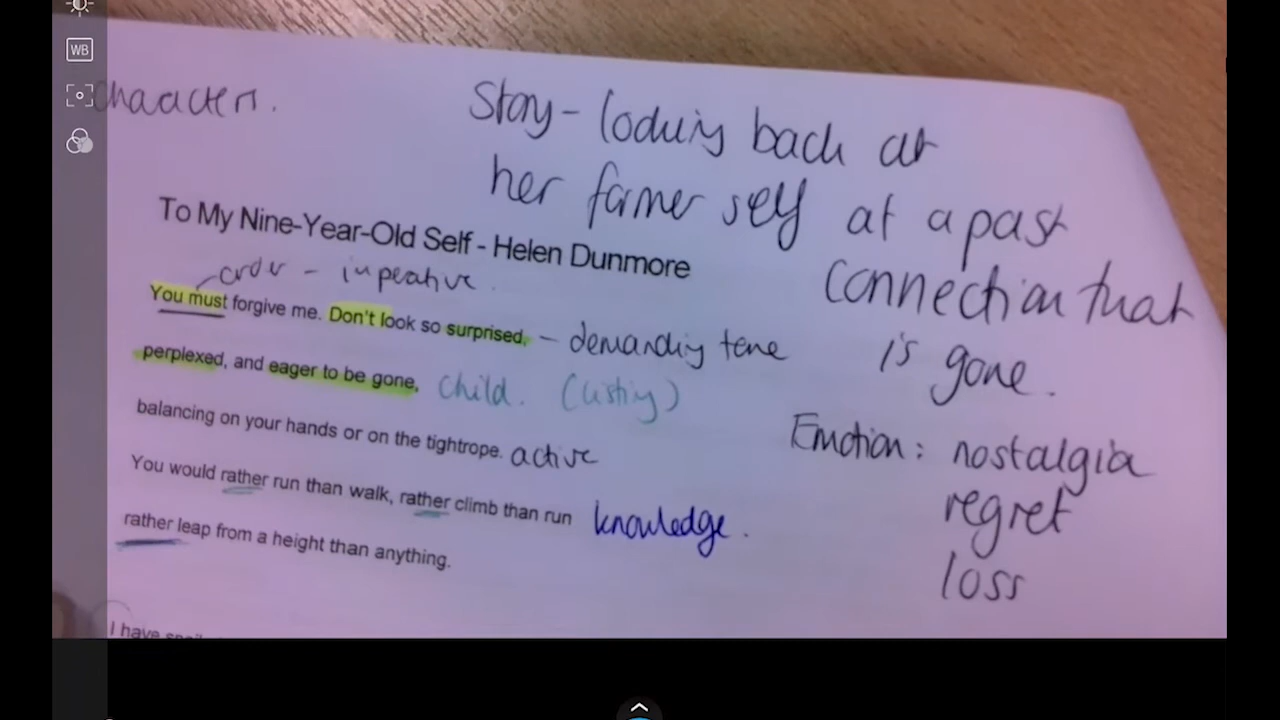 WB
characters.
Story - looking back at
her former self at a past
connection that
is gone.
Emotion: nostalgia
regret
loss
To My Nine-Year-Old Self - Helen Dunmore
order - imperative.
You must forgive me. Don't look so surprised, - demanding tone
perplexed, and eager to be gone, child. (listing)
balancing on your hands or on the tightrope. active
You would rather run than walk, rather climb than run knowledge.
rather leap from a height than anything.
I have